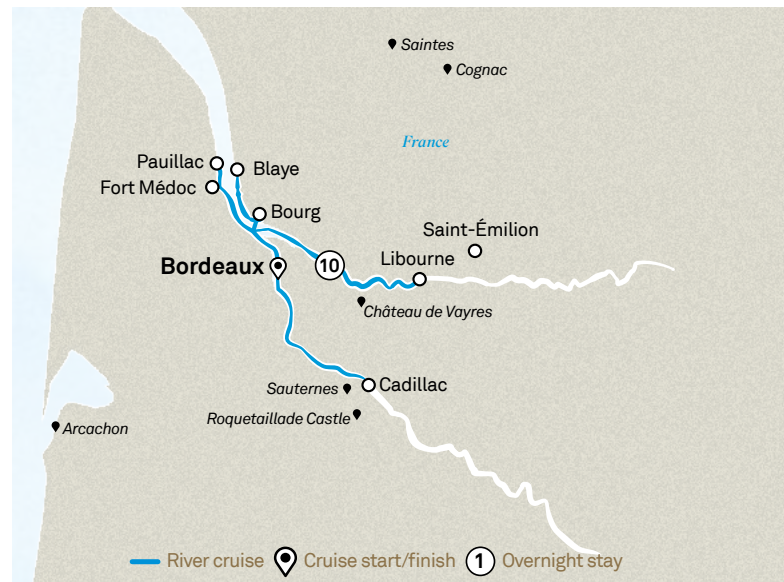 Saintes
Cognac
France
Pauillac
Blaye
Fort Médoc
Bourg
Saint-Émilion
Bordeaux
10
Libourne
Château de Vayres
Sauternes
Cadillac
Roquetaillade Castle
Arcachon
River cruise
Cruise start/finish
1
Overnight stay